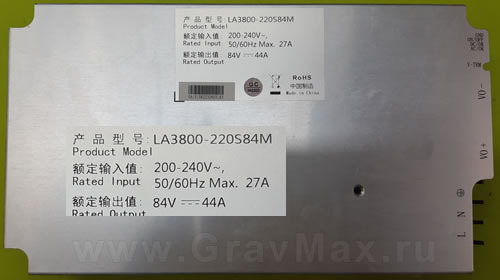 产 品 型 号: LA3800-220S84M
Product Model
额定输入值: 200-240V~,
Rated Input 50/60Hz Max. 27A
额定输出值: 84V 44A
Rated Output
RoHS
中国制造
Made in China
VO-
VO+
L N
产 品 型 号: LA3800-220S84M
Product Model
额定输入值: 200-240V~,
Rated Input 50/60Hz Max. 27A
额定输出值: 84V 44A
Rated Output
www.GravMax.ru